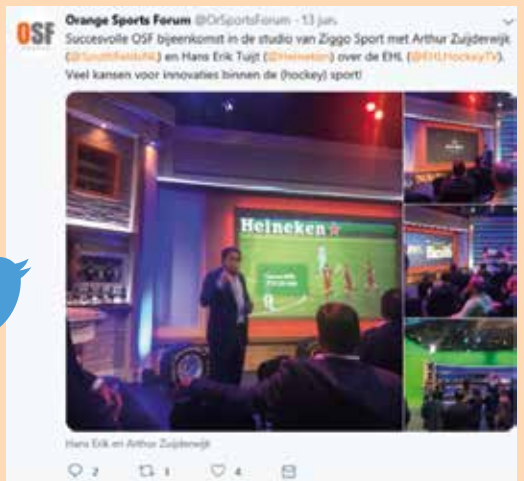 OSF
Orange Sports Forum @OrSportsForum - 13 jun.
Succesvolle OSF bijeenkomst in de studio van Ziggo Sport met Arthur Zuijderwijk
en Hans Erik Tuijt (@Heineken) over de EHL (@EHLHockeyTV).
Veel kansen voor innovaties binnen de (hockey) sport!
Heineken
Hans Erik en Arthur Zuijderwijk
2 1 4